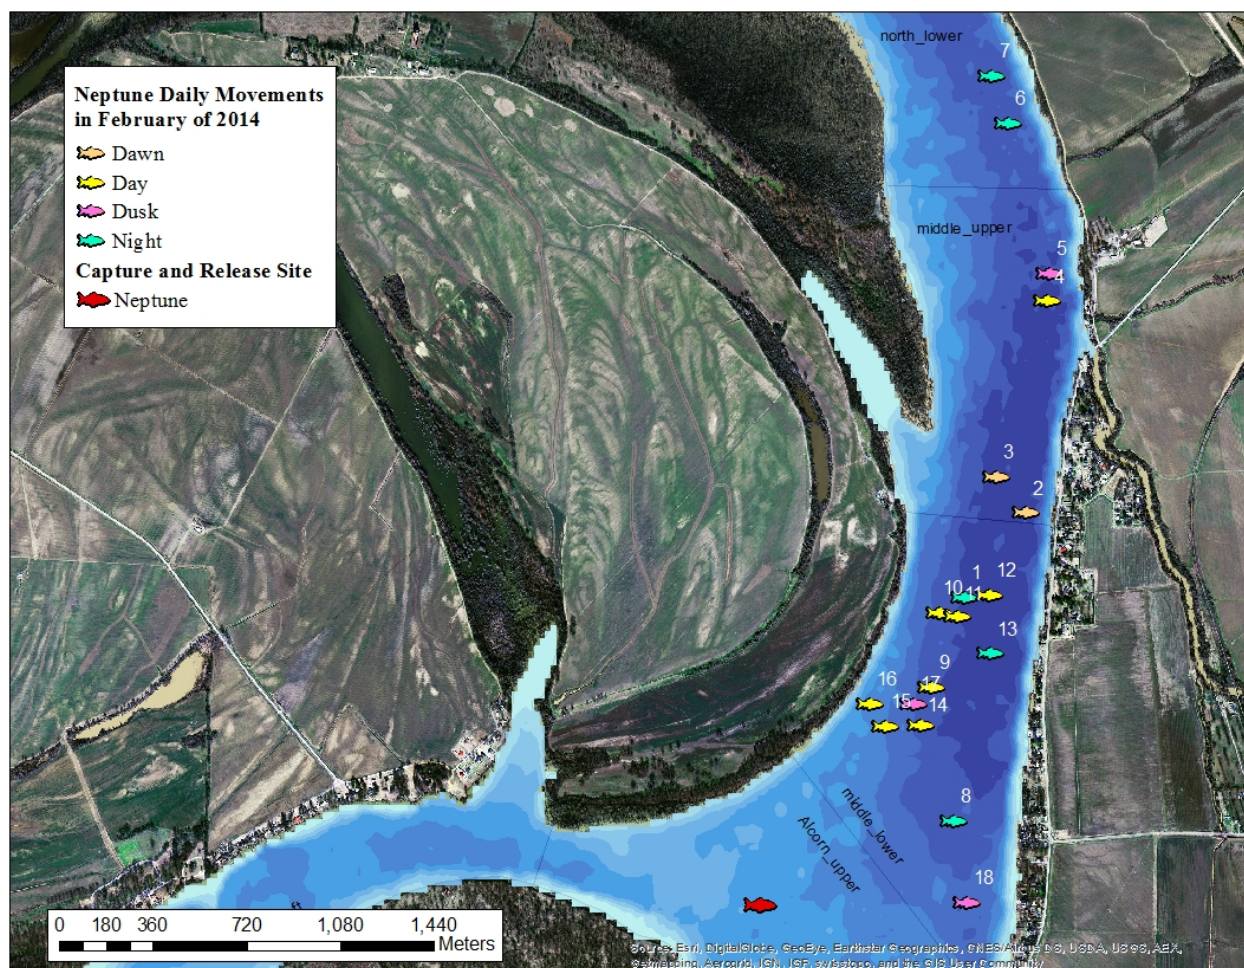 north_lower
7
6
Neptune Daily Movements
in February of 2014
Dawn
Day
Dusk
Night
Capture and Release Site
Neptune
middle_upper
5
4
3
2
1 12
10 11
13
9
16 17
15 14
middle_lower
Alcorn_upper
8
18
0 180 360 720 1,080 1,440
Meters
Source: Esri, DigitalGlobe, GeoEye, Earthstar Geographics, CNES/Airbus DS, USDA, USGS, AEX,
Getmapping, Aerogrid, IGN, IGP, swisstopo, and the GIS User Community